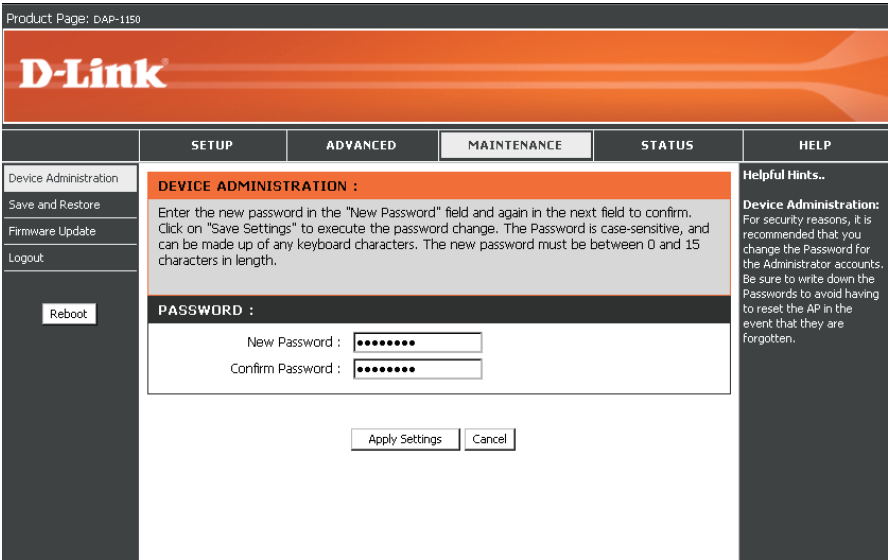 Product Page: DAP-1150
D-Link
SETUP
ADVANCED
MAINTENANCE
STATUS
HELP
Device Administration
Save and Restore
Firmware Update
Logout
Reboot
DEVICE ADMINISTRATION :
Enter the new password in the "New Password" field and again in the next field to confirm.
Click on "Save Settings" to execute the password change. The Password is case-sensitive, and
can be made up of any keyboard characters. The new password must be between 0 and 15
characters in length.
PASSWORD :
New Password :
Confirm Password :
Apply Settings
Cancel
Helpful Hints..
Device Administration:
For security reasons, it is
recommended that you
change the Password for
the Administrator accounts.
Be sure to write down the
Passwords to avoid having
to reset the AP in the
event that they are
forgotten.